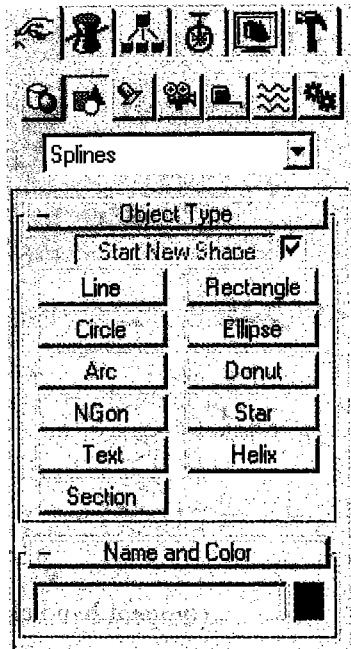 Splines
- Object Type
Start New Shape
Line Rectangle
Circle Ellipse
Arc Donut
NGon Star
Text Helix
Section
- Name and Color